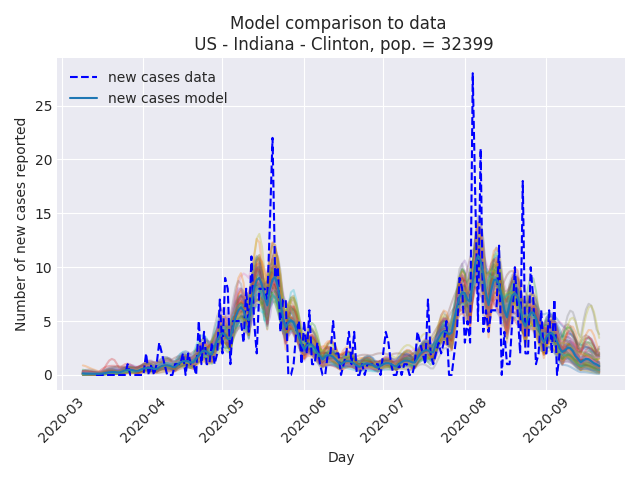 Model comparison to data
US - Indiana - Clinton, pop. = 32399
new cases data
new cases model
Number of new cases reported
25
20
15
10
5
0
2020-03
2020-04
2020-05
2020-06
2020-07
2020-08
2020-09
Day